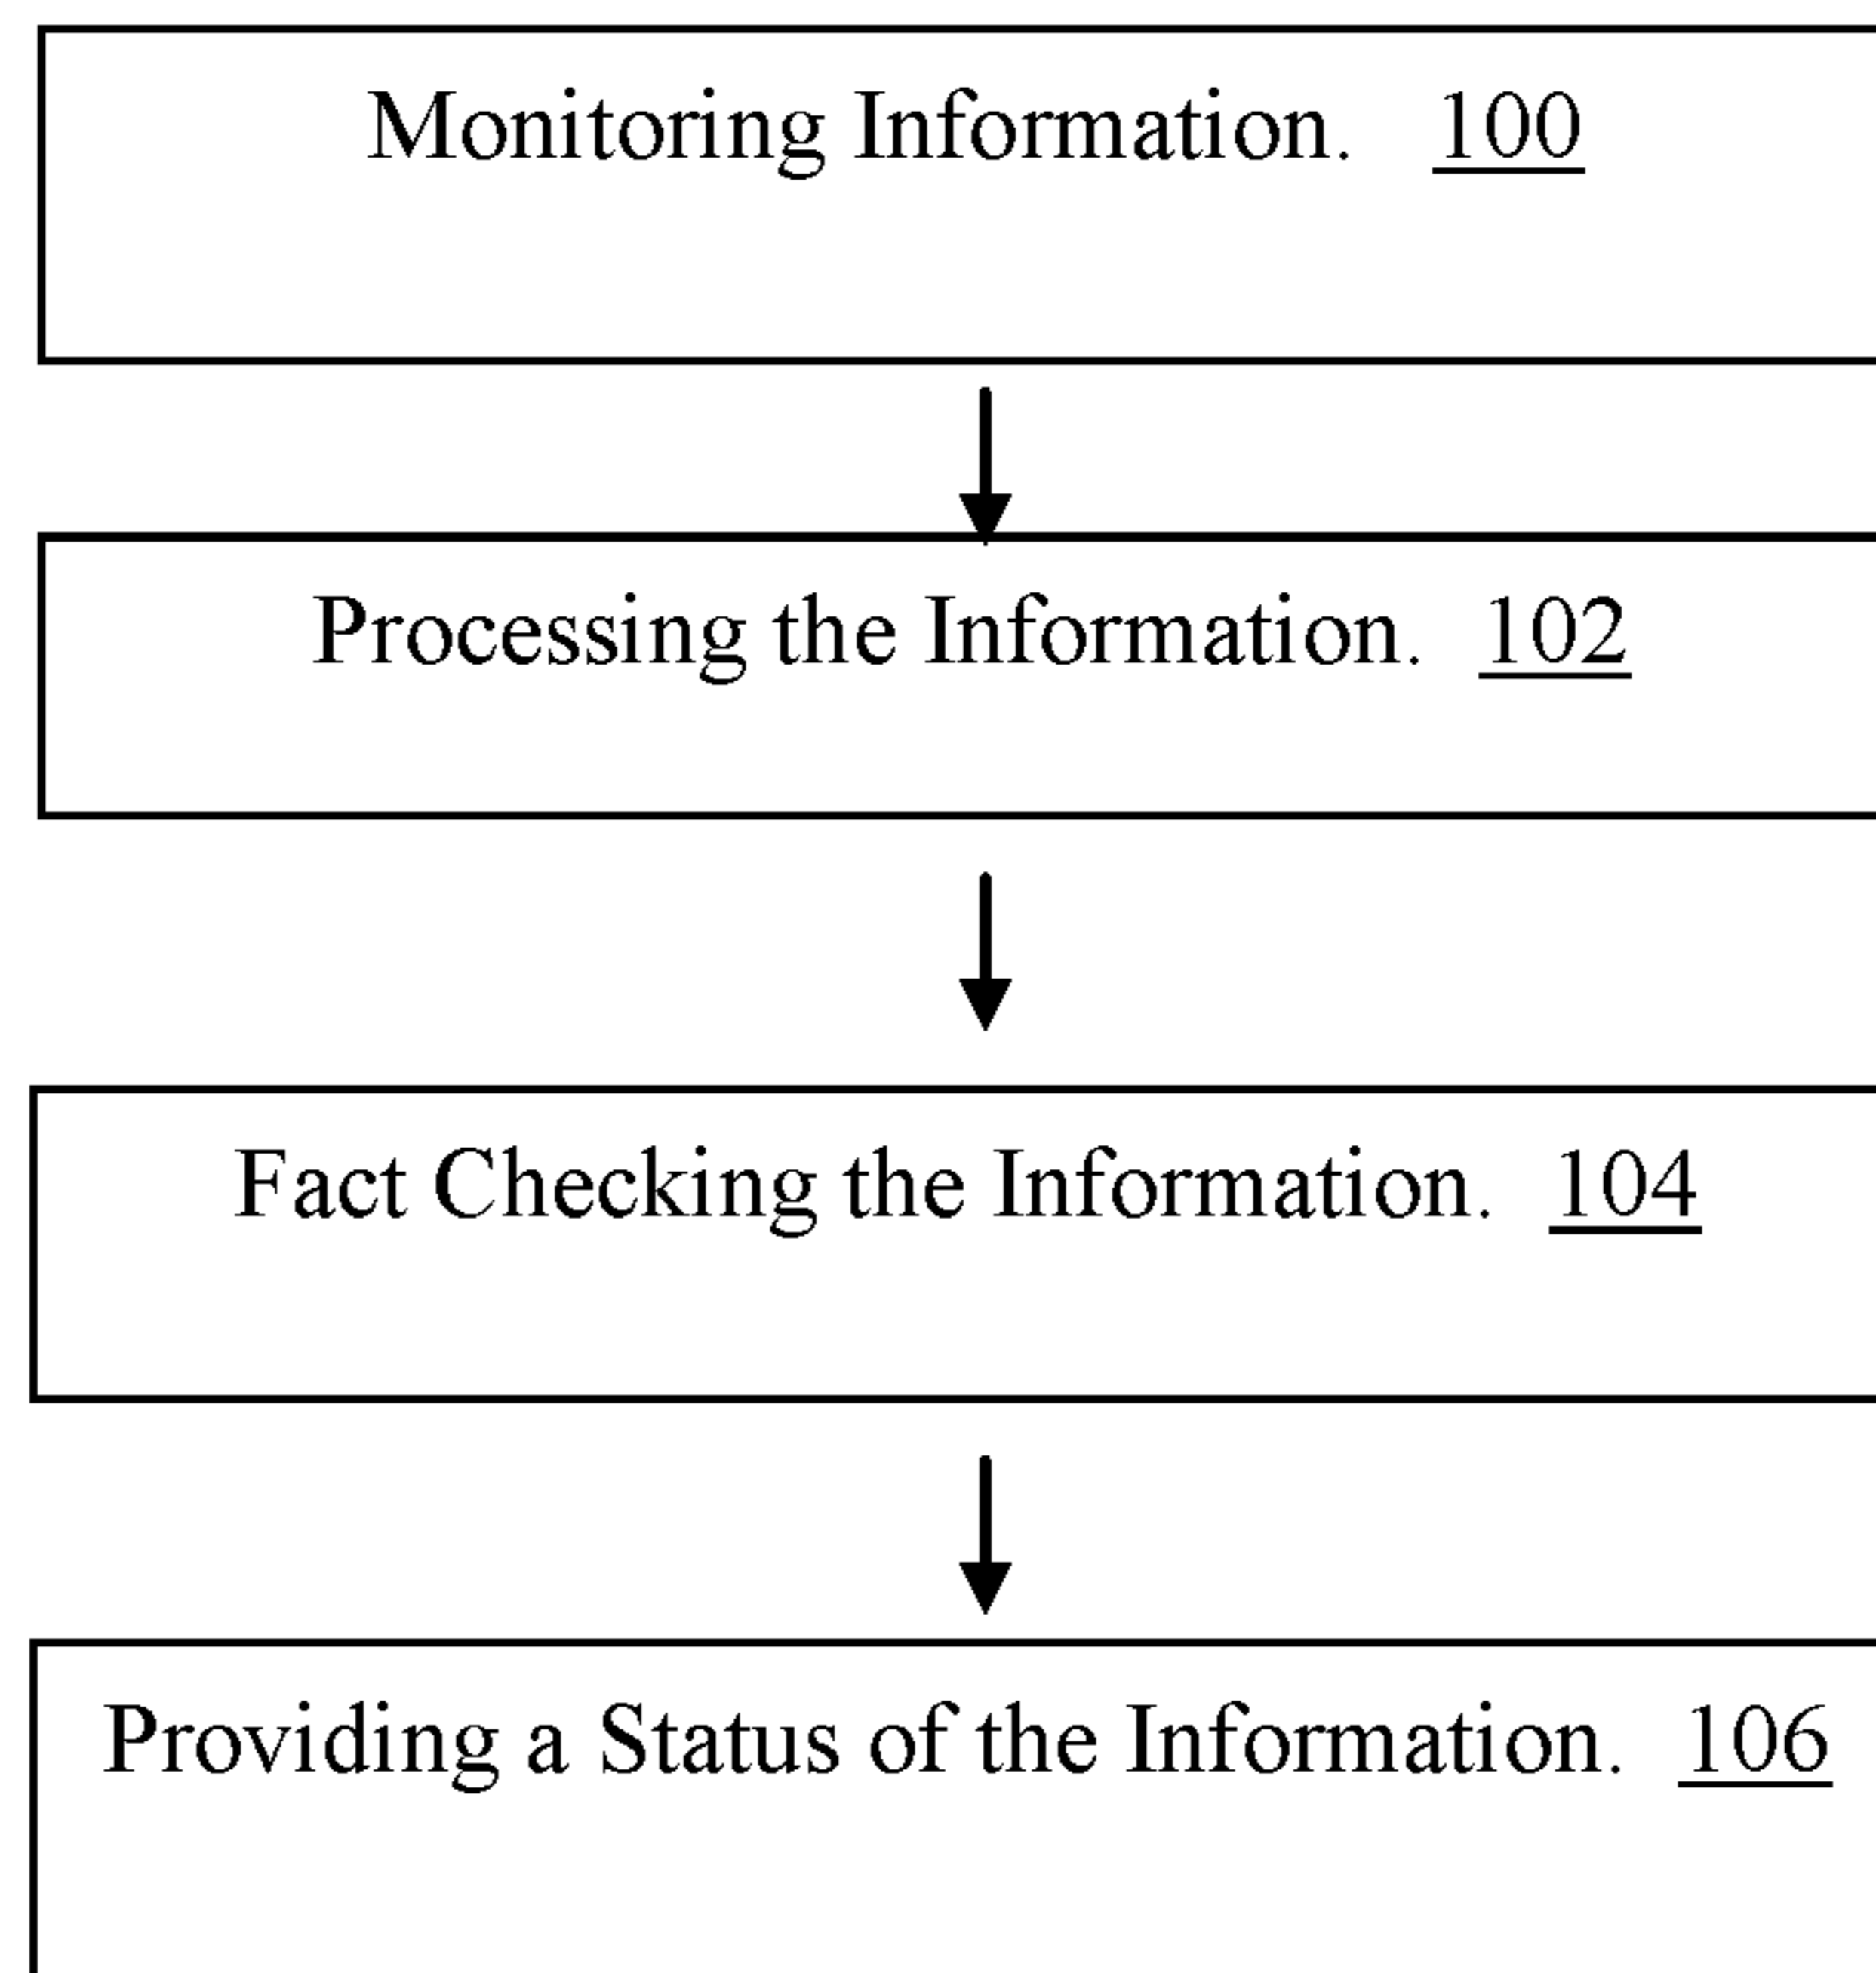 Monitoring Information. 100
Processing the Information. 102
Fact Checking the Information. 104
Providing a Status of the Information. 106